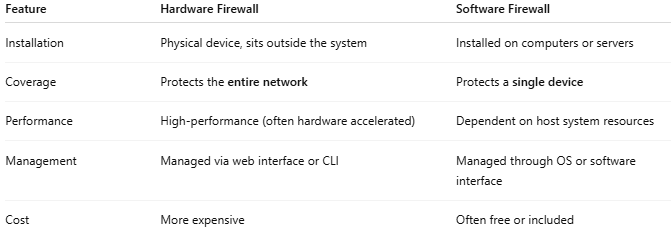 Feature Hardware Firewall Software Firewall
Installation Physical device, sits outside the system Installed on computers or servers
Coverage Protects the entire network Protects a single device
Performance High-performance (often hardware accelerated) Dependent on host system resources
Management Managed via web interface or CLI Managed through OS or software
interface
Cost More expensive Often free or included